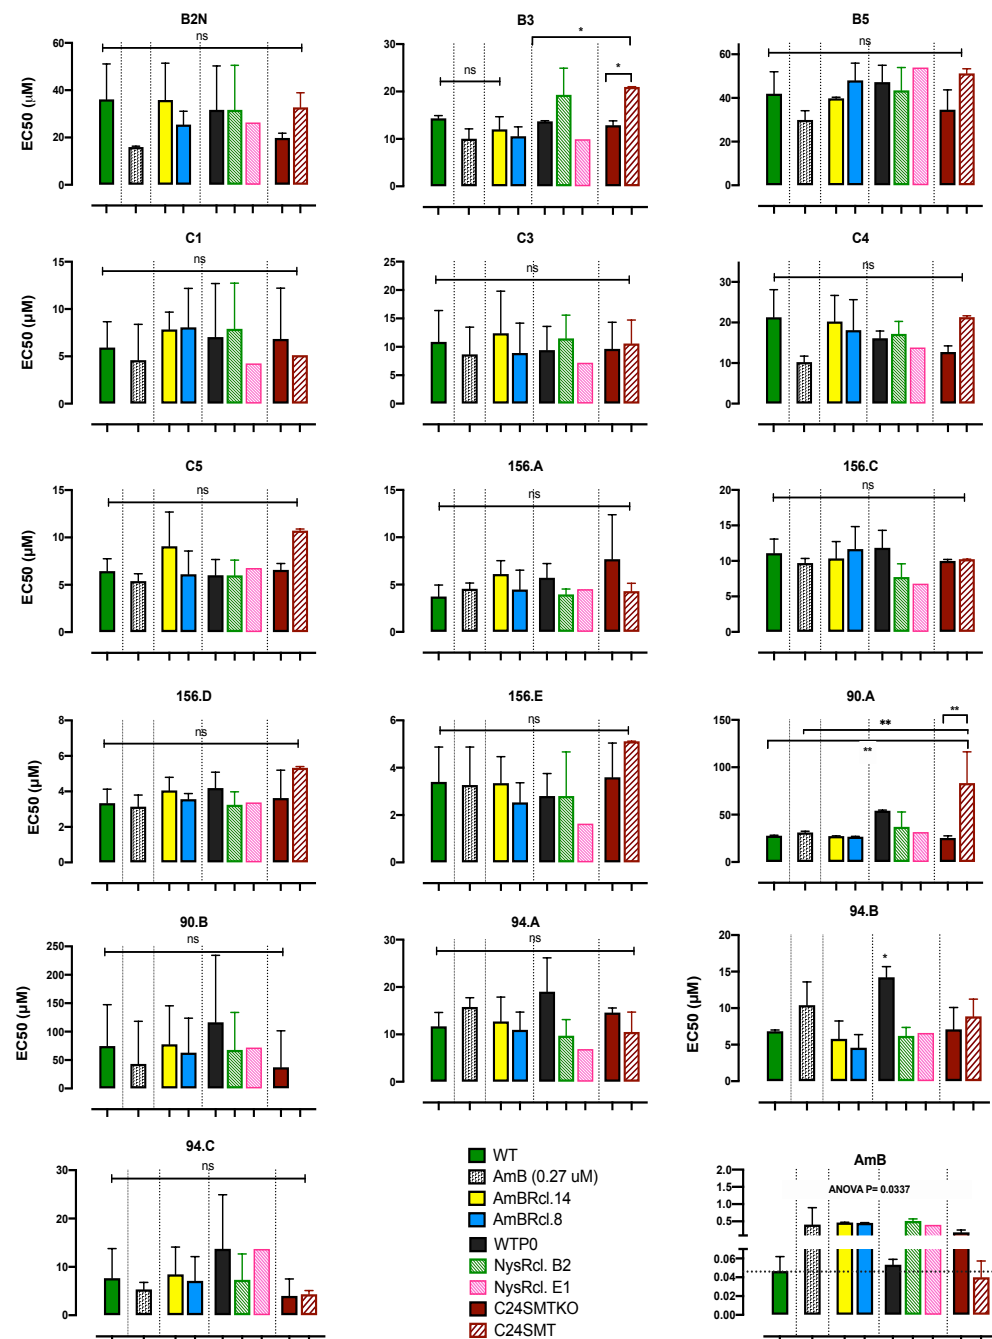 B2N
ns
EC50 (µM)
60
40
20
0
B3
*
*
ns
30
20
10
0
B5
ns
60
40
20
0
C1
ns
EC50 (µM)
15
10
5
0
C3
ns
25
20
15
10
5
0
C4
ns
30
20
10
0
C5
ns
EC50 (µM)
15
10
5
0
156.A
ns
15
10
5
0
156.C
ns
20
15
10
5
0
156.D
ns
EC50 (µM)
8
6
4
2
0
156.E
ns
6
4
2
0
90.A
**
**
**
EC50 (µM)
150
100
50
0
90.B
ns
EC50 (µM)
250
200
150
100
50
0
94.A
ns
30
20
10
0
94.B
*
EC50 (µM)
20
15
10
5
0
94.C
ns
30
20
10
0
WT
AmB (0.27 uM)
AmBRcl.14
AmBRcl.8
WTP0
NysRcl. B2
NysRcl. E1
C24SMTKO
C24SMT
AmB
ANOVA P= 0.0337
2.0
1.5
1.0
0.5
0.06
0.04
0.02
0.00